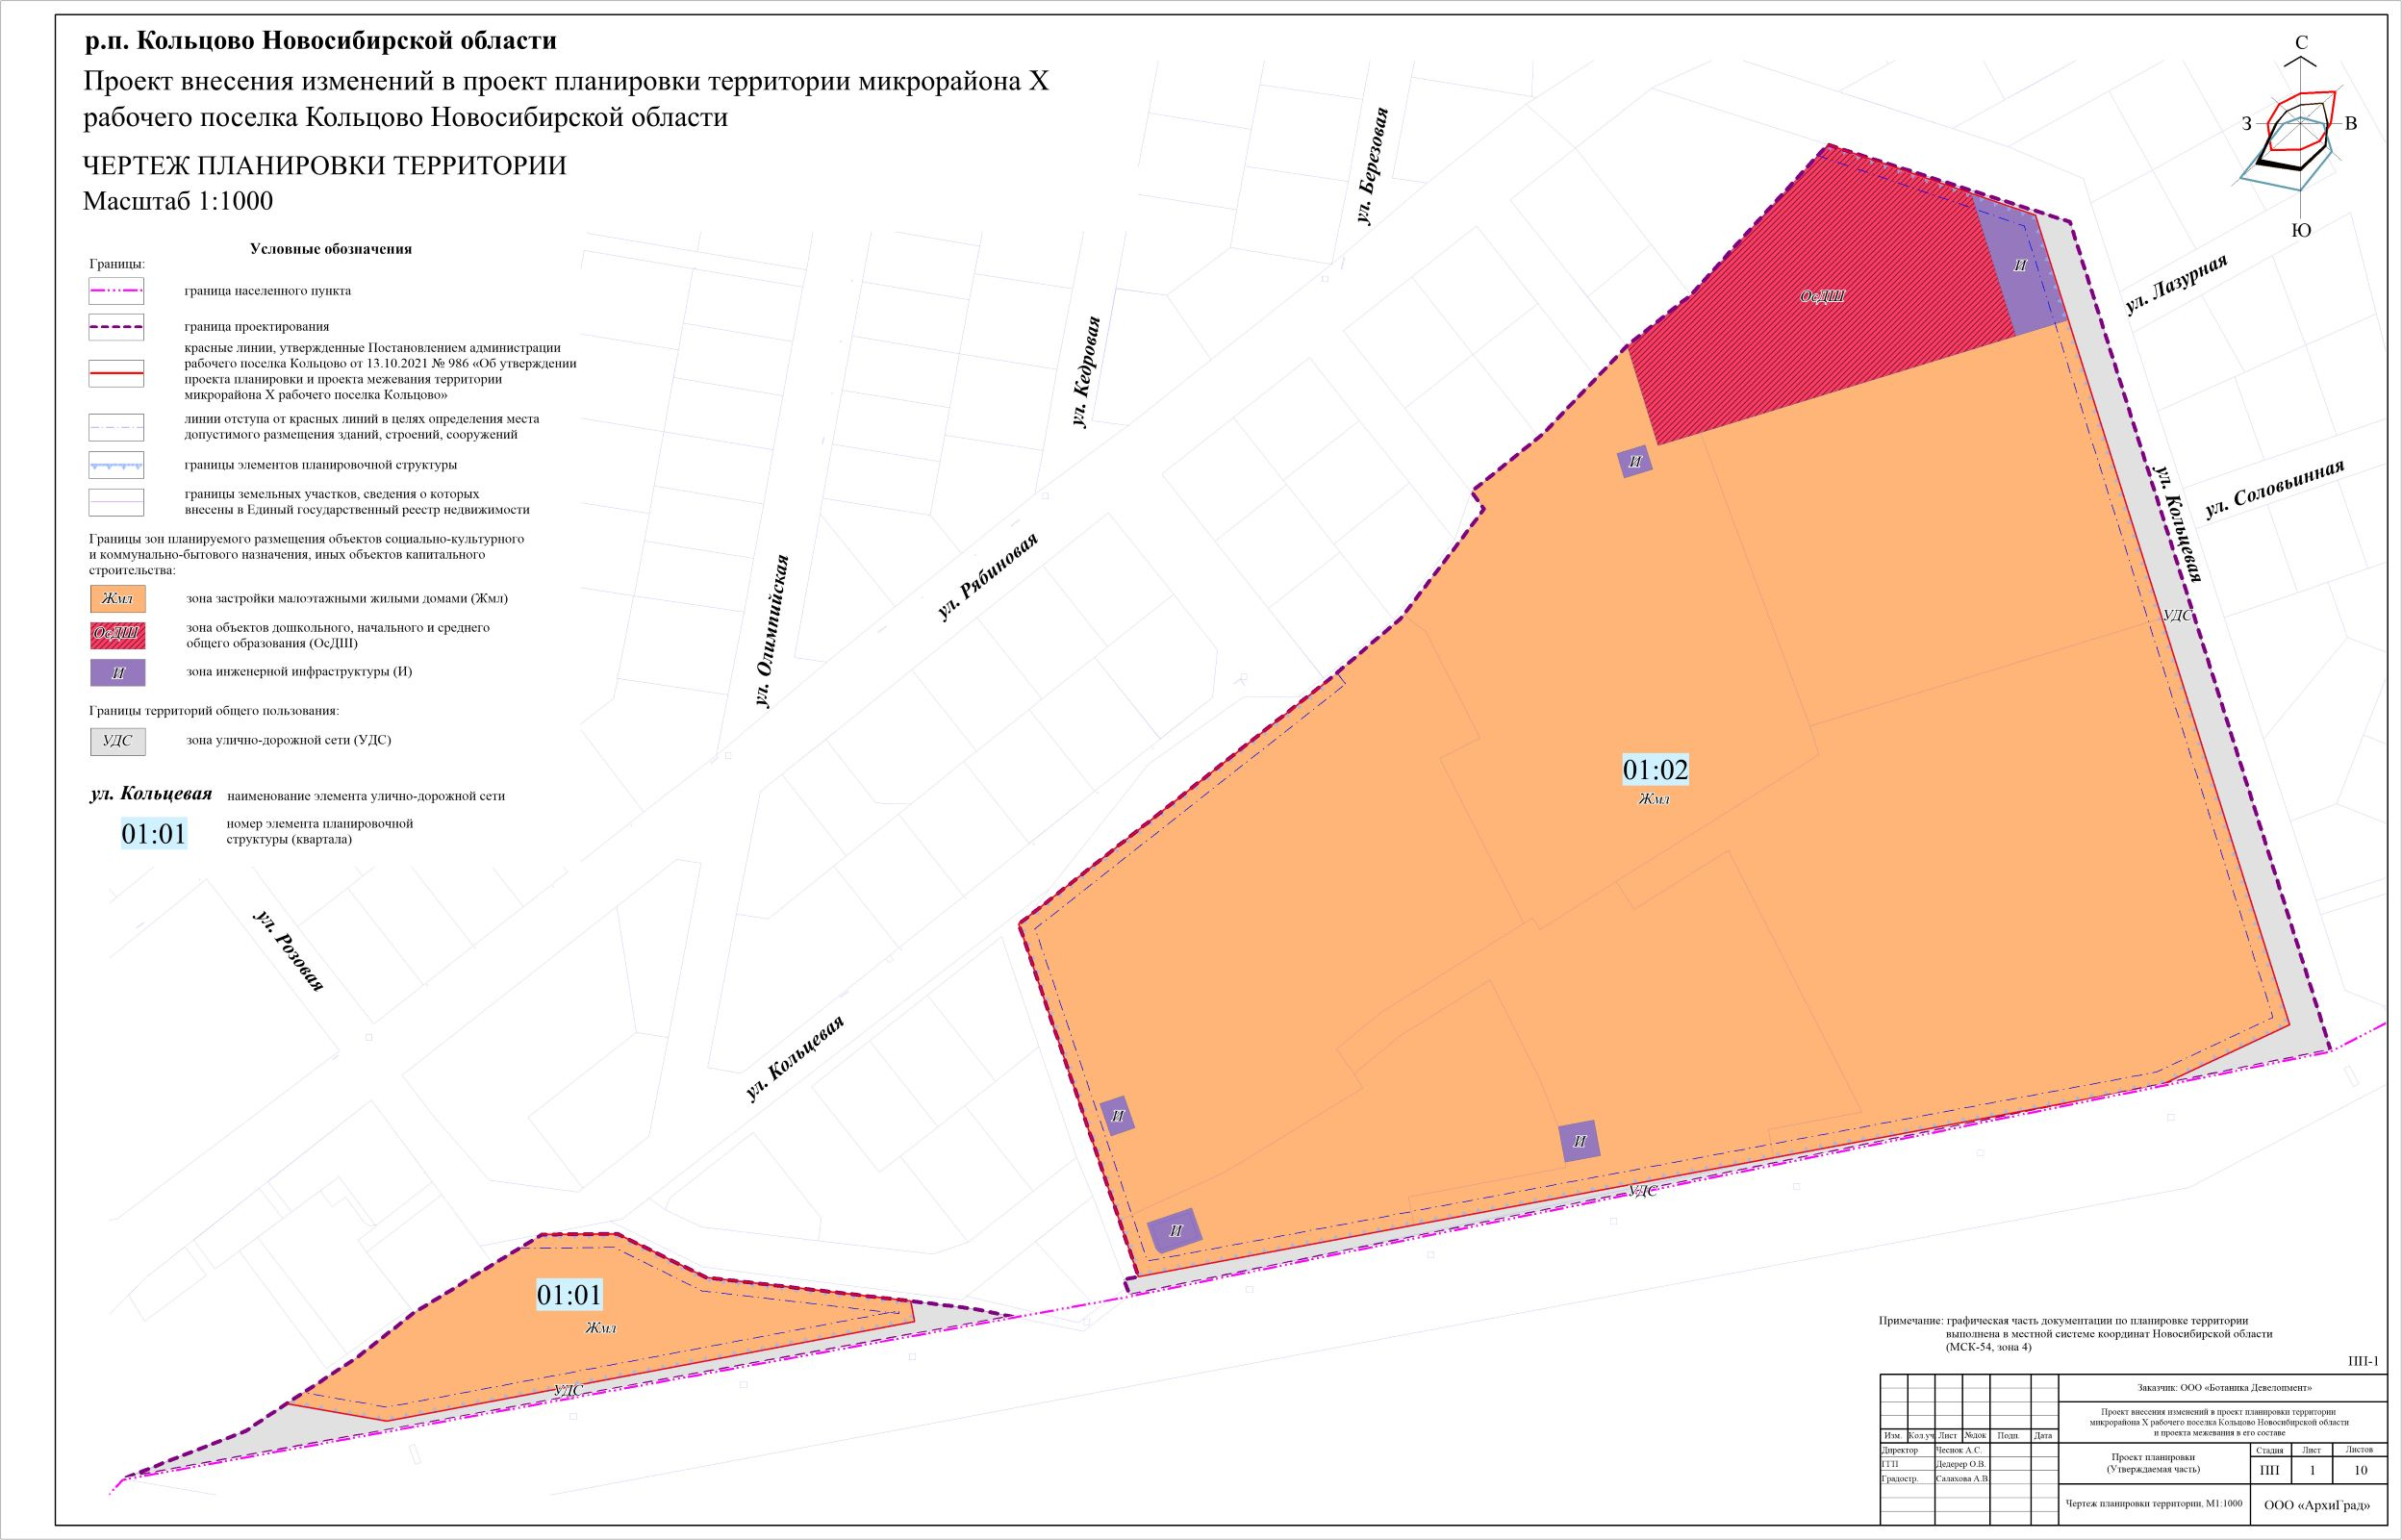 р.п. Кольцово Новосибирской области
Проект внесения изменений в проект планировки территории микрорайона X
рабочего поселка Кольцово Новосибирской области
ЧЕРТЕЖ ПЛАНИРОВКИ ТЕРРИТОРИИ
Масштаб 1:1000
Условные обозначения
Границы:
граница населенного пункта
граница проектирования
красные линии, утвержденные Постановлением администрации
рабочего поселка Кольцово от 13.10.2021 № 986 «Об утверждении
проекта планировки и проекта межевания территории
микрорайона X рабочего поселка Кольцово»
линии отступа от красных линий в целях определения места
допустимого размещения зданий, строений, сооружений
границы элементов планировочной структуры
границы земельных участков, сведения о которых
внесены в Единый государственный реестр недвижимости
Границы зон планируемого размещения объектов социально-культурного
и коммунально-бытового назначения, иных объектов капитального
строительства:
Жмл зона застройки малоэтажными жилыми домами (Жмл)
ОсДШ зона объектов дошкольного, начального и среднего
общего образования (ОсДШ)
И зона инженерной инфраструктуры (И)
Границы территорий общего пользования:
УДС зона улично-дорожной сети (УДС)
ул. Кольцевая наименование элемента улично-дорожной сети
01:01 номер элемента планировочной
структуры (квартала)
С
З
В
Ю
ул. Березовая
ул. Кедровая
ул. Олимпийская
ул. Рябиновая
ул. Розовая
ул. Кольцевая
ул. Лазурная
ул. Соловьинная
ул. Кольцевая
ОсДШ
И
И
УДС
01:02
Жмл
И
И
И
УДС
01:01
Жмл
УДС
Примечание: графическая часть документации по планировке территории
выполнена в местной системе координат Новосибирской области
(МСК-54, зона 4)
ПП-1
Заказчик: ООО «Ботаника Девелопмент»
Проект внесения изменений в проект планировки территории
микрорайона X рабочего поселка Кольцово Новосибирской области
и проекта межевания в его составе
Изм. Кол.уч Лист №док Подп. Дата
Директор Чеснок А.С.
ГГП Дедерер О.В.
Градостр. Салахова А.В.
Проект планировки
(Утверждаемая часть)
Стадия Лист Листов
ПП 1 10
Чертеж планировки территории, М1:1000
ООО «АрхиГрад»